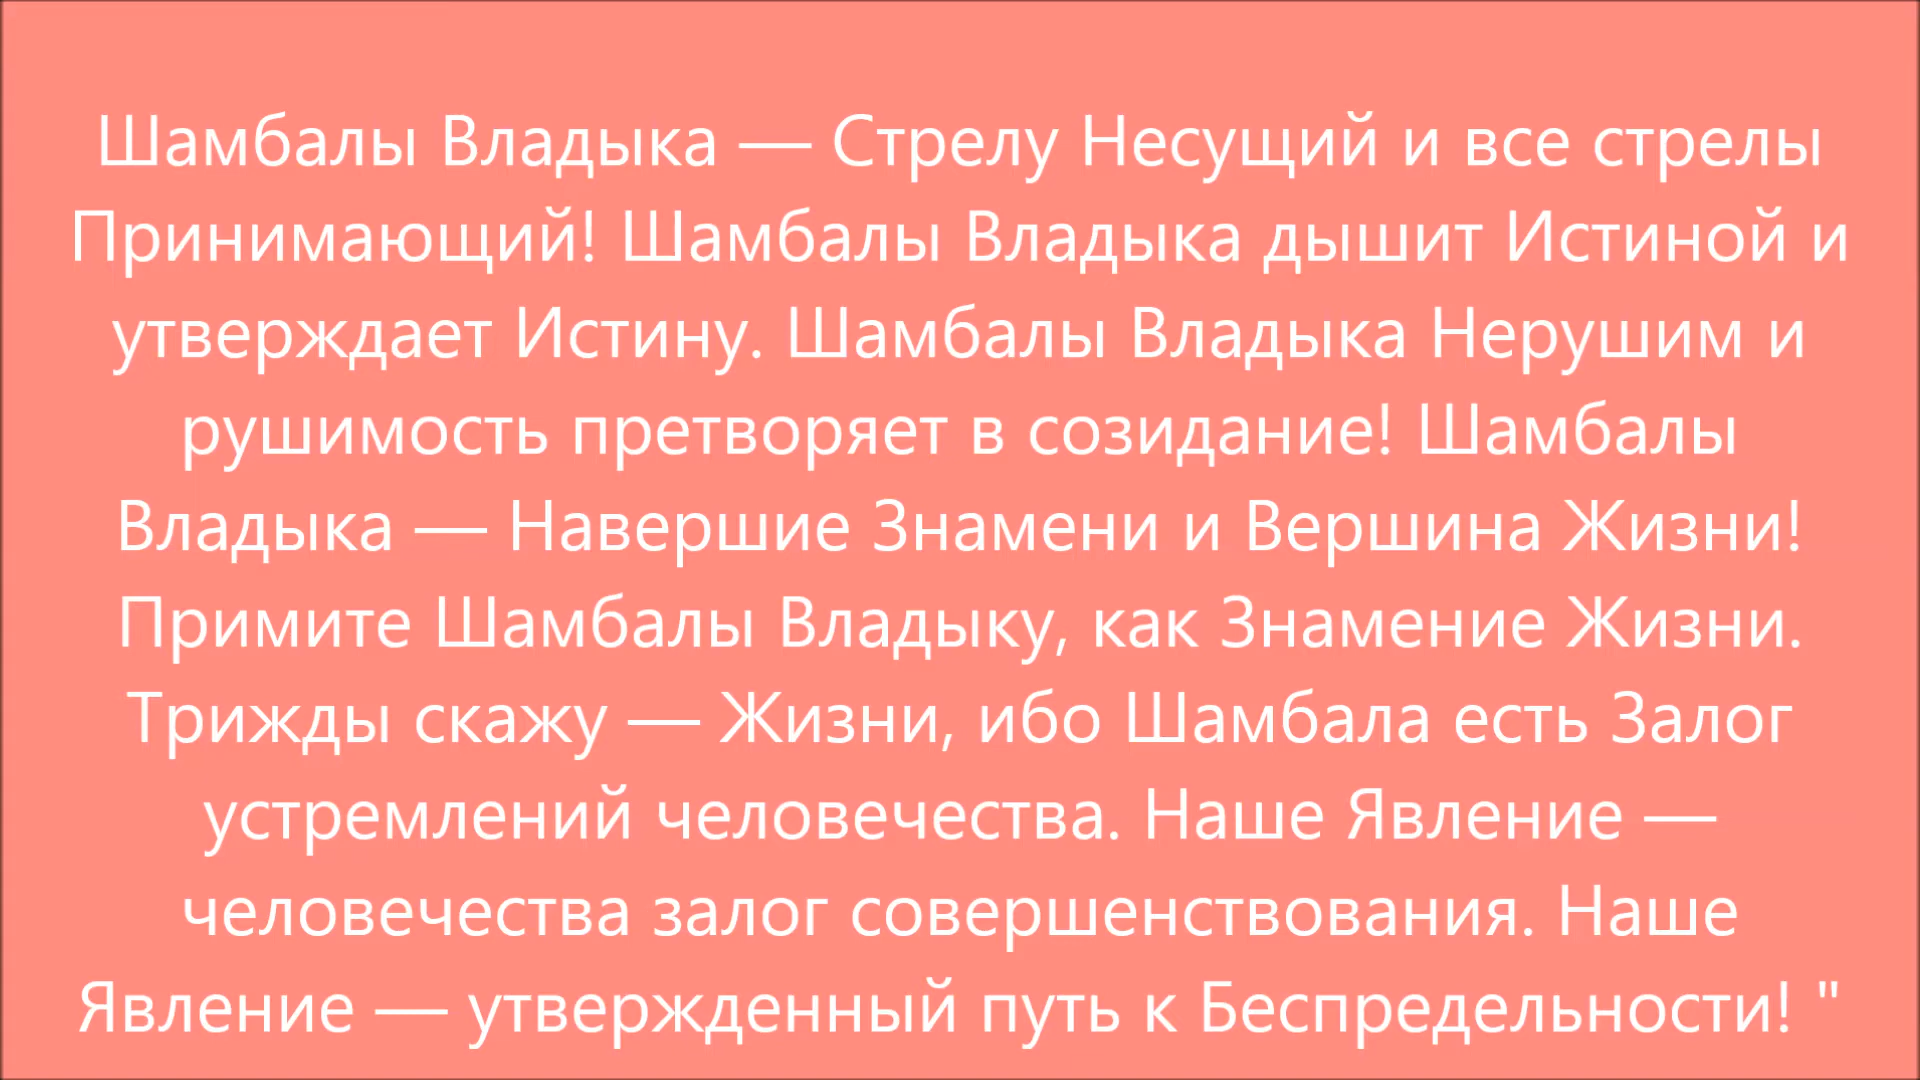 Шамбалы Владыка — Стрелу Несущий и все стрелы
Принимающий! Шамбалы Владыка дышит Истиной и
утверждает Истину. Шамбалы Владыка Нерушим и
рушимость претворяет в созидание! Шамбалы
Владыка — Навершие Знамени и Вершина Жизни!
Примите Шамбалы Владыку, как Знамение Жизни.
Трижды скажу — Жизни, ибо Шамбала есть Залог
устремлений человечества. Наше Явление —
человечества залог совершенствования. Наше
Явление — утвержденный путь к Беспредельности! "